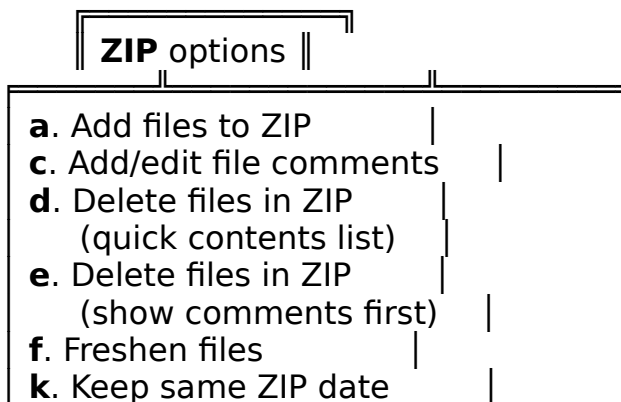 ZIP options
a. Add files to ZIP
c. Add/edit file comments
d. Delete files in ZIP
(quick contents list)
e. Delete files in ZIP
(show comments first)
f. Freshen files
k. Keep same ZIP date